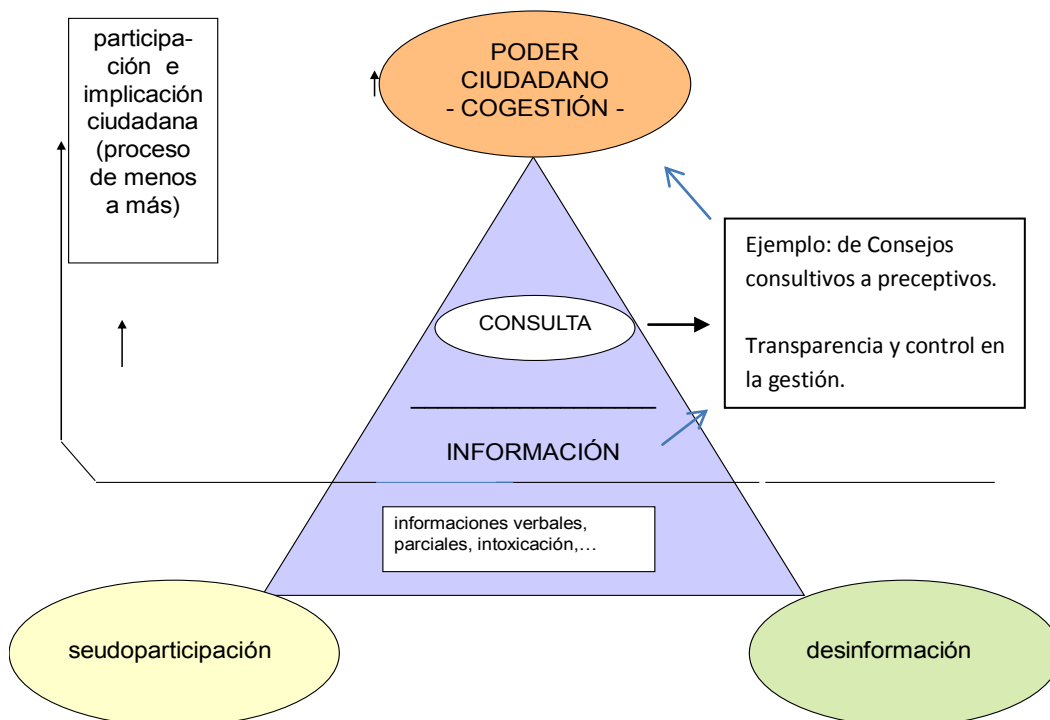 participa-
ción e
implicación
ciudadana
(proceso
de menos
a más)
PODER
CIUDADANO
- COGESTIÓN -
Ejemplo: de Consejos
consultivos a preceptivos.
Transparencia y control en
la gestión.
CONSULTA
INFORMACIÓN
informaciones verbales,
parciales, intoxicación,…
seudoparticipación
desinformación